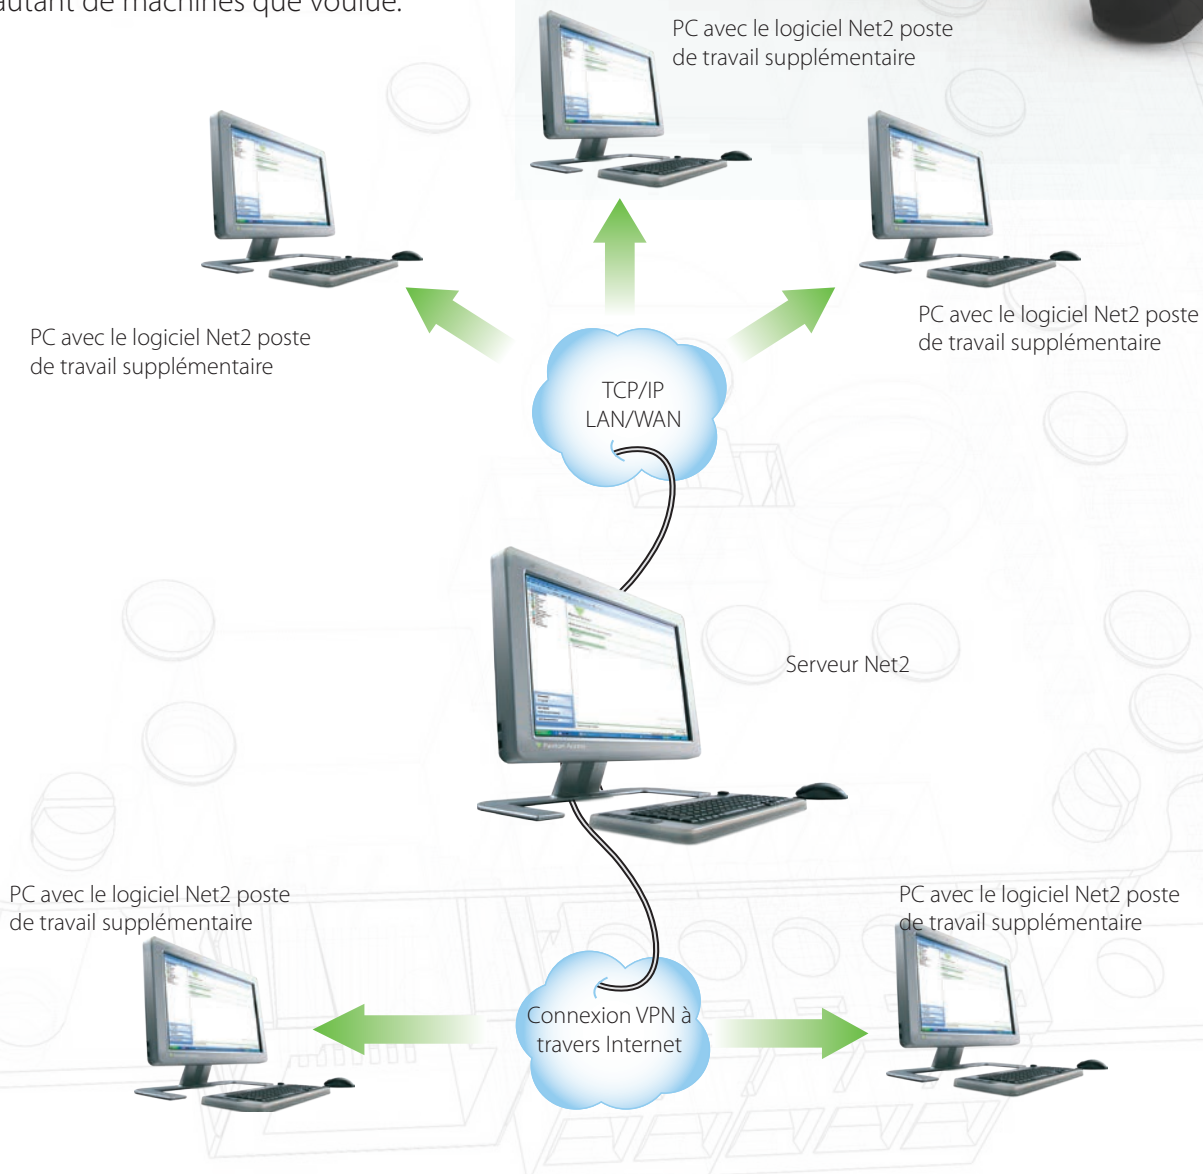 autant de machines que voulue.
PC avec le logiciel Net2 poste
de travail supplémentaire
PC avec le logiciel Net2 poste
de travail supplémentaire
PC avec le logiciel Net2 poste
de travail supplémentaire
TCP/IP
LAN/WAN
Serveur Net2
Paxton Access
PC avec le logiciel Net2 poste
de travail supplémentaire
PC avec le logiciel Net2 poste
de travail supplémentaire
Connexion VPN à
travers Internet